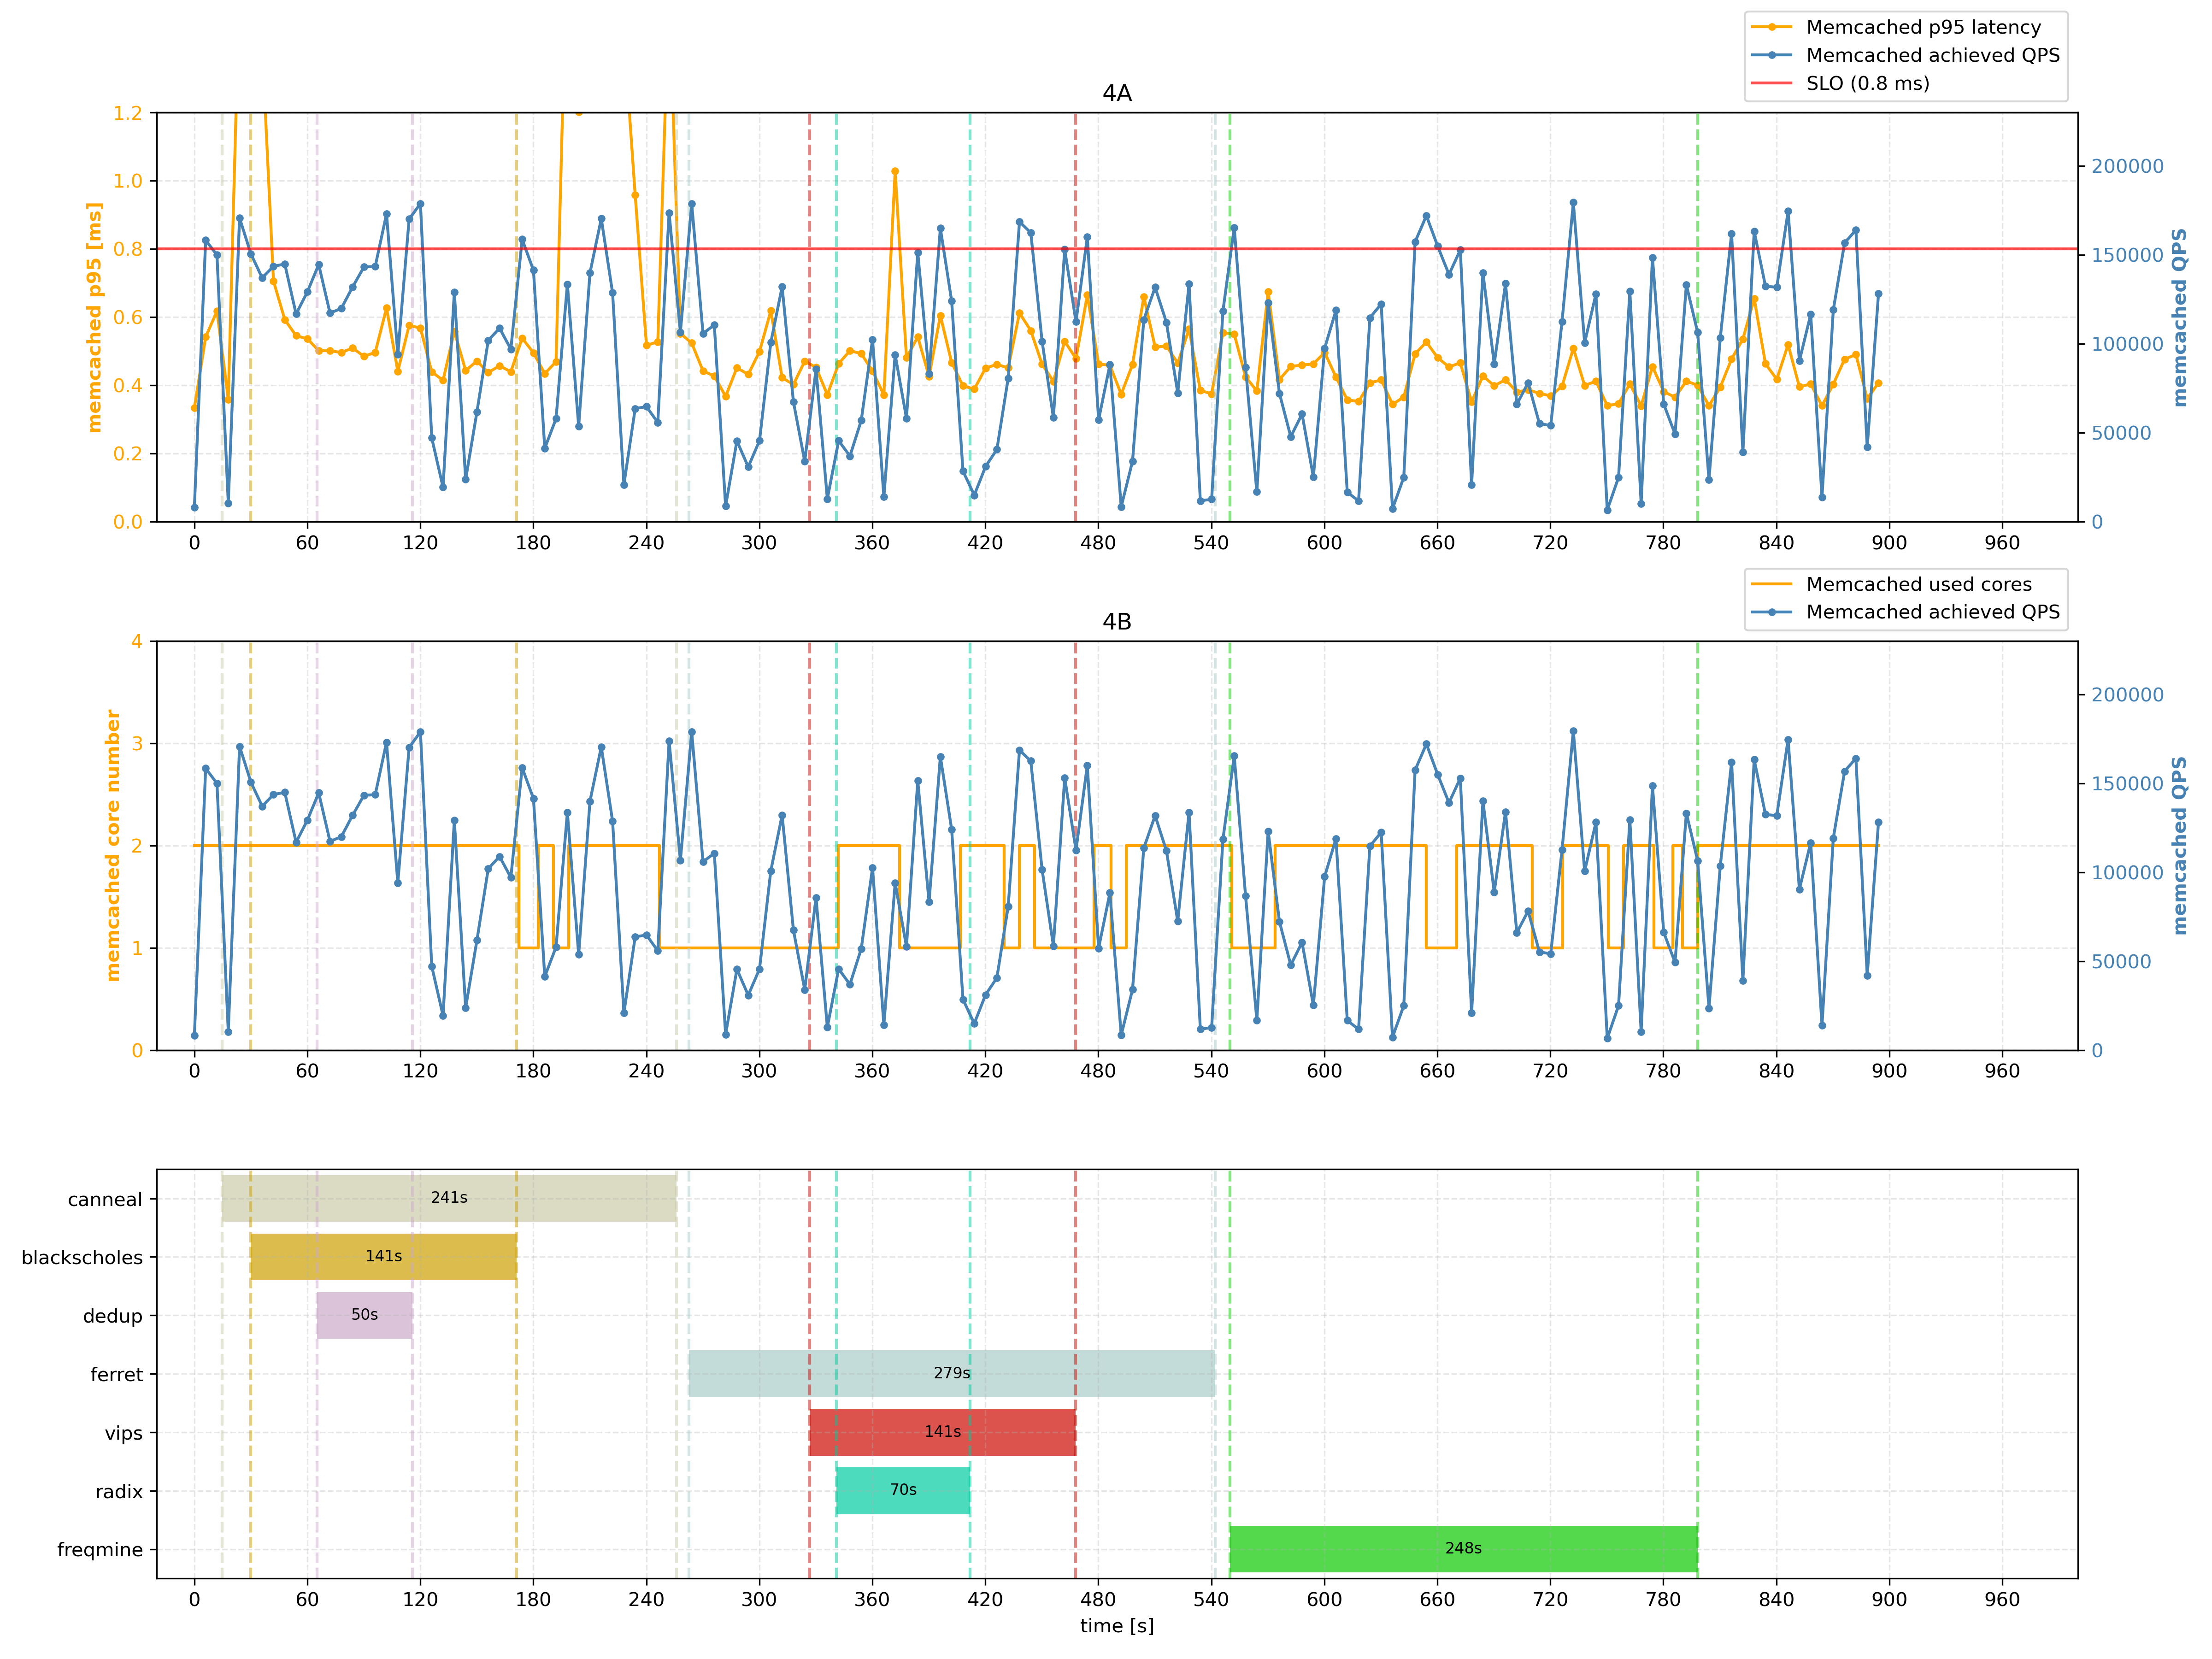 Memcached p95 latency
Memcached achieved QPS
SLO (0.8 ms)
4A
1.2
1.0
0.8
0.6
0.4
0.2
0.0
memcached p95 [ms]
200000
150000
100000
50000
0
memcached QPS
0 60 120 180 240 300 360 420 480 540 600 660 720 780 840 900 960
Memcached used cores
Memcached achieved QPS
4B
4
3
2
1
0
memcached core number
200000
150000
100000
50000
0
memcached QPS
0 60 120 180 240 300 360 420 480 540 600 660 720 780 840 900 960
canneal 241s
blackscholes 141s
dedup 50s
ferret 279s
vips 141s
radix 70s
freqmine 248s
0 60 120 180 240 300 360 420 480 540 600 660 720 780 840 900 960
time [s]